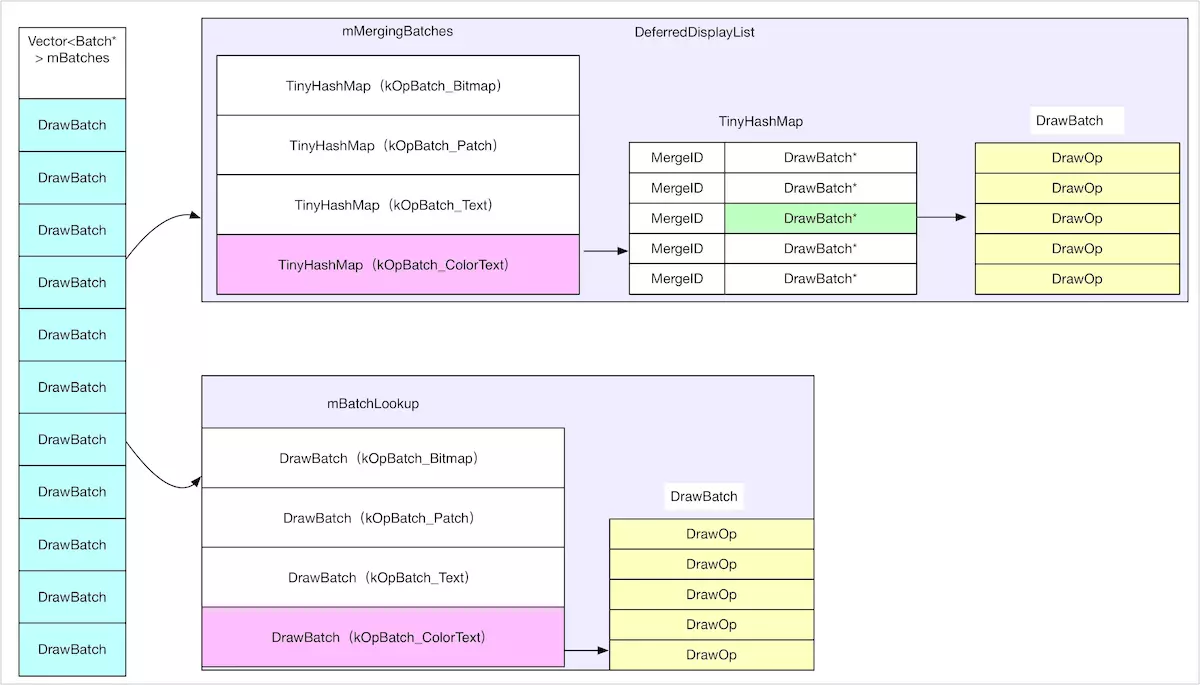 Vector<Batch*
> mBatches
DrawBatch
DrawBatch
DrawBatch
DrawBatch
DrawBatch
DrawBatch
DrawBatch
DrawBatch
DrawBatch
DrawBatch
DrawBatch
mMergingBatches
DeferredDisplayList
TinyHashMap（kOpBatch_Bitmap）
TinyHashMap（kOpBatch_Patch）
TinyHashMap（kOpBatch_Text）
TinyHashMap（kOpBatch_ColorText）
TinyHashMap
MergeID DrawBatch*
MergeID DrawBatch*
MergeID DrawBatch*
MergeID DrawBatch*
MergeID DrawBatch*
DrawBatch
DrawOp
DrawOp
DrawOp
DrawOp
DrawOp
mBatchLookup
DrawBatch（kOpBatch_Bitmap）
DrawBatch（kOpBatch_Patch）
DrawBatch（kOpBatch_Text）
DrawBatch（kOpBatch_ColorText）
DrawBatch
DrawOp
DrawOp
DrawOp
DrawOp
DrawOp